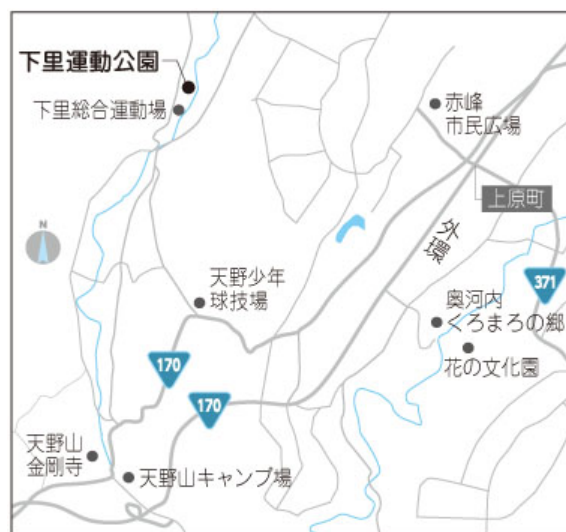 下里運動公園
下里総合運動場
赤峰
市民広場
上原町
外環
N
371
天野少年
球技場
奥河内
くろまろの郷
花の文化園
170
170
天野山
金剛寺
天野山キャンプ場